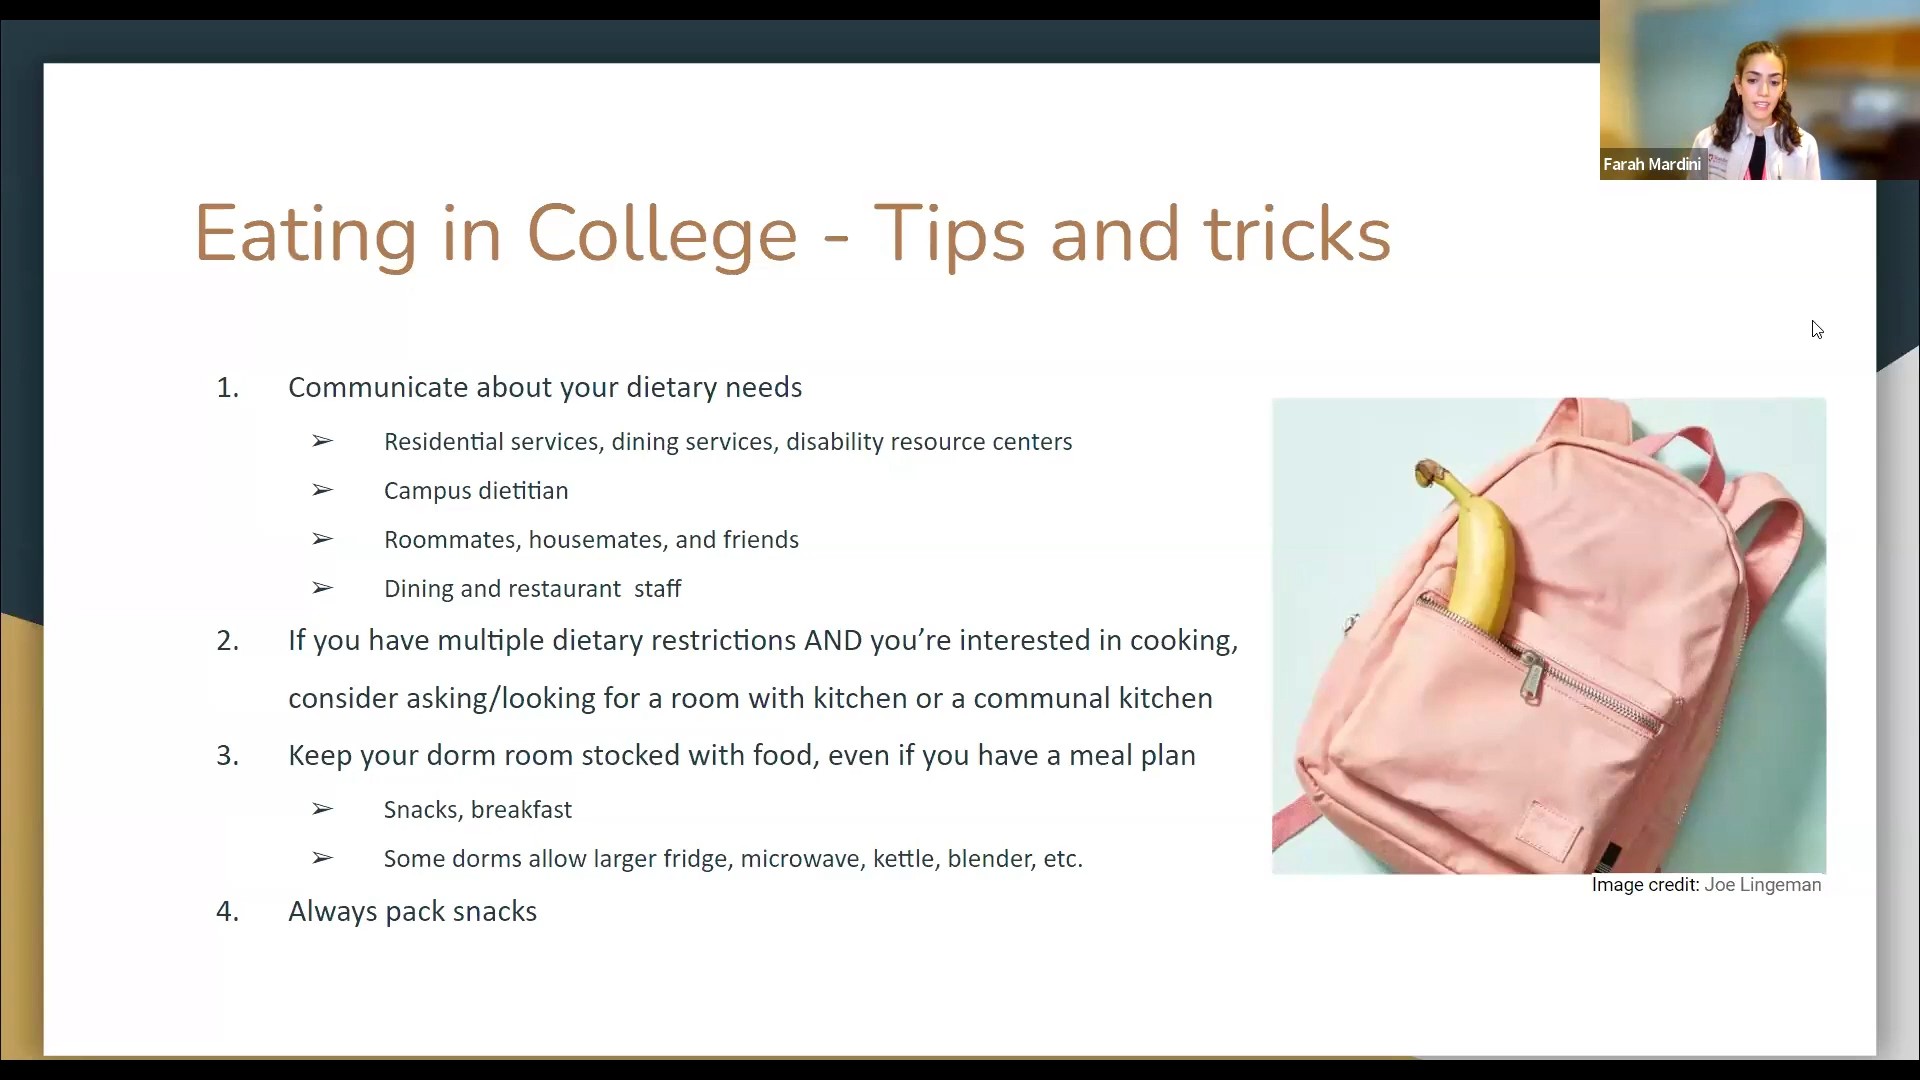 Farah Mardini
Eating in College - Tips and tricks
1. Communicate about your dietary needs
➢ Residential services, dining services, disability resource centers
➢ Campus dietitian
➢ Roommates, housemates, and friends
➢ Dining and restaurant  staff
2. If you have multiple dietary restrictions AND you’re interested in cooking,
consider asking/looking for a room with kitchen or a communal kitchen
3. Keep your dorm room stocked with food, even if you have a meal plan
➢ Snacks, breakfast
➢ Some dorms allow larger fridge, microwave, kettle, blender, etc.
4. Always pack snacks
Image credit: Joe Lingeman